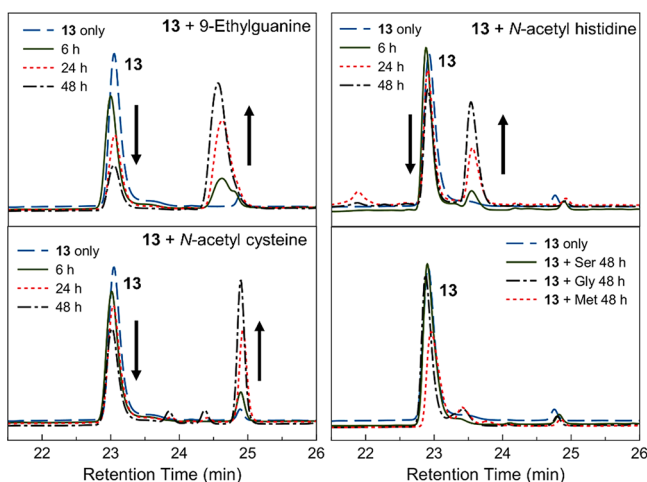 13 + 9-Ethylguanine
13 only
6 h
24 h
48 h
13
13 + N-acetyl histidine
13 only
6 h
24 h
48 h
13
13 + N-acetyl cysteine
13 only
6 h
24 h
48 h
13
13 only
13 + Ser 48 h
13 + Gly 48 h
13 + Met 48 h
13
22 23 24 25 26
22 23 24 25 26
Retention Time (min)
Retention Time (min)